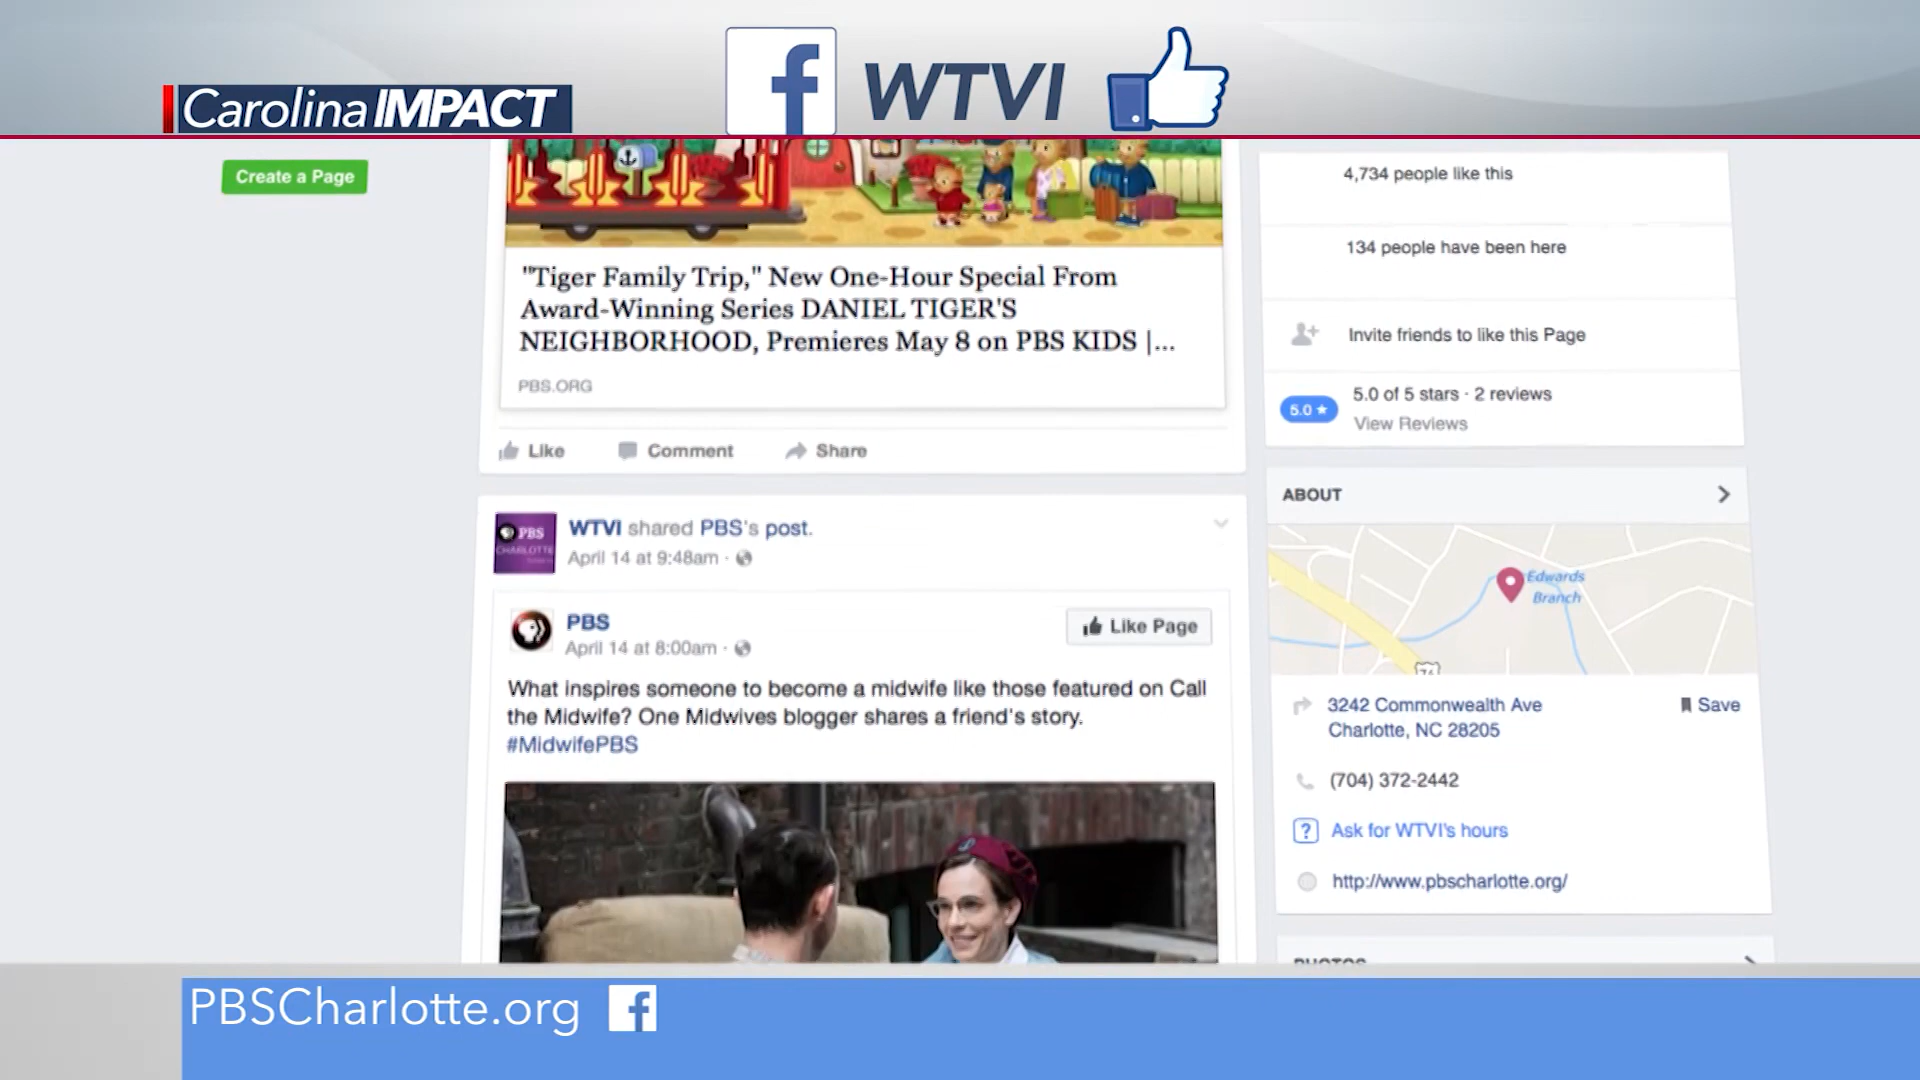 Carolina IMPACT
f WTVI
Create a Page
"Tiger Family Trip," New One-Hour Special From
Award-Winning Series DANIEL TIGER'S
NEIGHBORHOOD, Premieres May 8 on PBS KIDS |...
PBS.ORG
Like Comment Share
PBS
CHARLOTTE
WTVI shared PBS's post.
April 14 at 9:48am ·
PBS
April 14 at 8:00am ·
Like Page
What inspires someone to become a midwife like those featured on Call
the Midwife? One Midwives blogger shares a friend's story.
#MidwifePBS
4,734 people like this
134 people have been here
Invite friends to like this Page
5.0 ★
5.0 of 5 stars · 2 reviews
View Reviews
ABOUT
Edwards
Branch
74
3242 Commonwealth Ave
Charlotte, NC 28205
Save
(704) 372-2442
? Ask for WTVI's hours
http://www.pbscharlotte.org/
PHOTOS
PBSCharlotte.org f